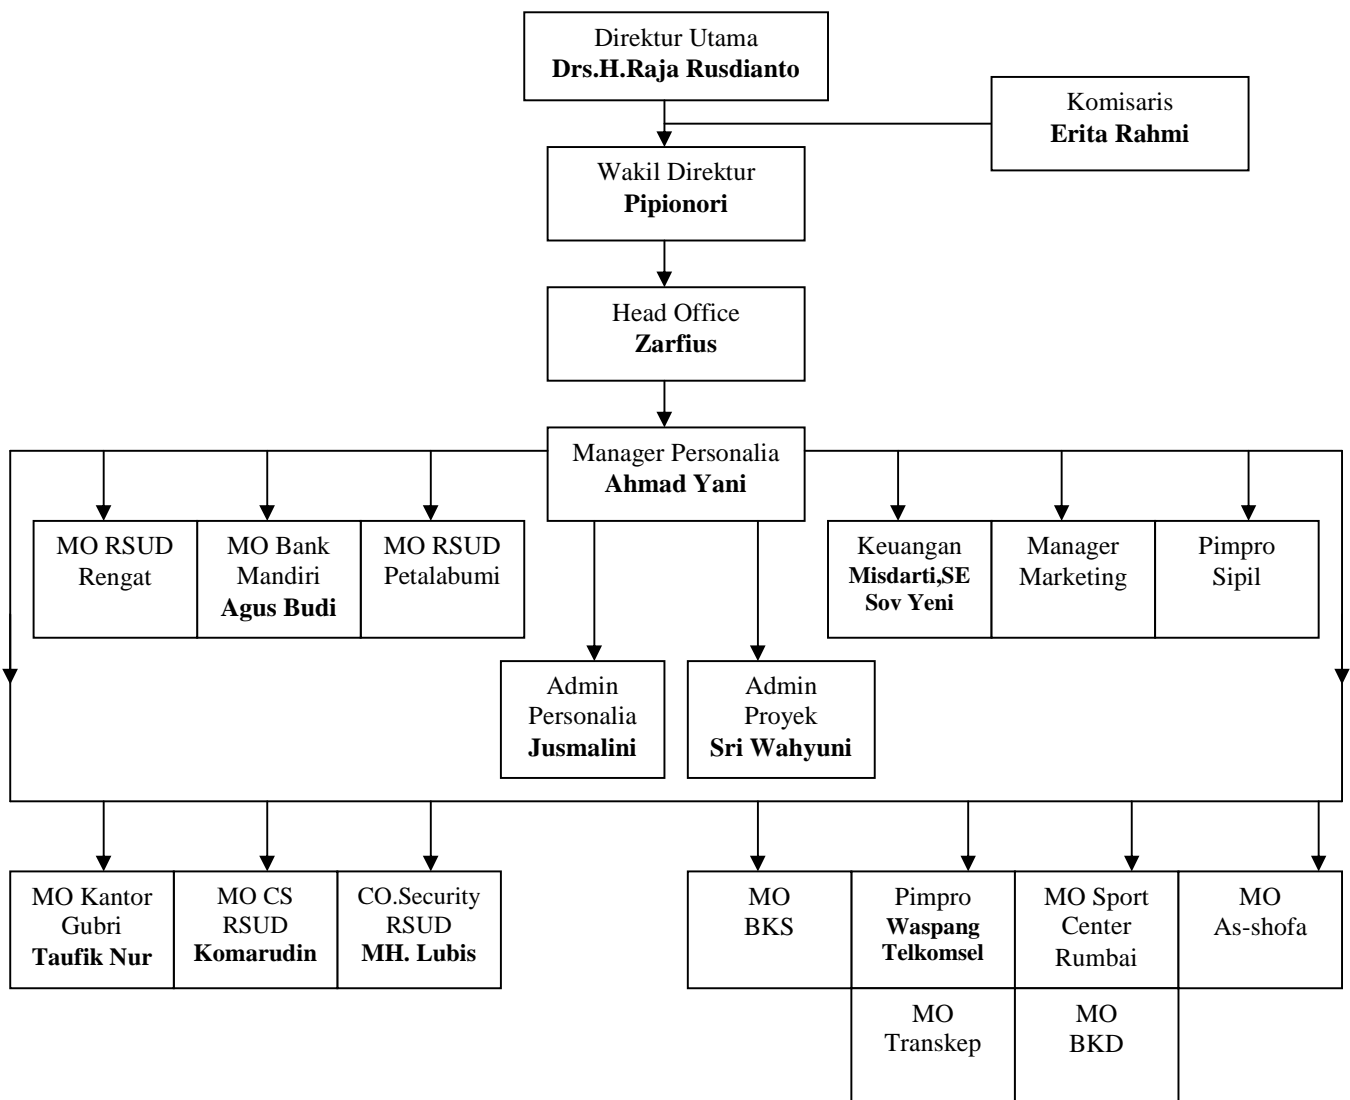 Direktur Utama
Drs.H.Raja Rusdianto
Komisaris
Erita Rahmi
Wakil Direktur
Pipionori
Head Office
Zarfius
Manager Personalia
Ahmad Yani
MO RSUD
Rengat
MO Bank
Mandiri
Agus Budi
MO RSUD
Petalabumi
Keuangan
Misdarti,SE
Sov Yeni
Manager
Marketing
Pimpro
Sipil
Admin
Personalia
Jusmalini
Admin
Proyek
Sri Wahyuni
MO Kantor
Gubri
Taufik Nur
MO CS
RSUD
Komarudin
CO.Security
RSUD
MH. Lubis
MO
BKS
Pimpro
Waspang
Telkomsel
MO Sport
Center
Rumbai
MO
As-shofa
MO
Transkep
MO
BKD